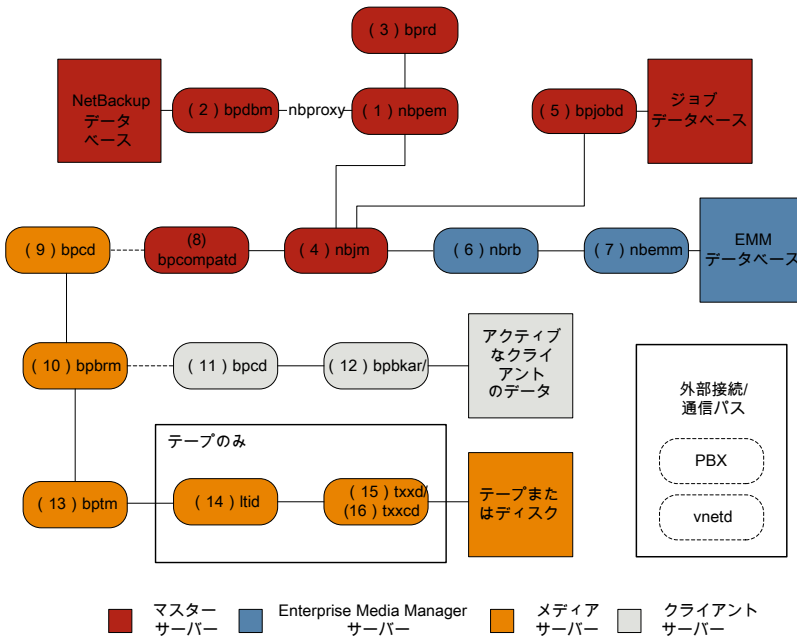 ( 3 ) bprd
NetBackup
データ
ベース
( 2 ) bpdbm
nbproxy
( 1 ) nbpem
( 5 ) bpjobd
ジョブ
データベース
( 9 ) bpcd
(8)
bpcompatd
( 4 ) nbjm
( 6 ) nbrb
( 7 ) nbemm
EMM
データベース
( 10 ) bpbrm
( 11 ) bpcd
( 12 ) bpbkar/
アクティブ
なクライ
アント
のデータ
外部接続/
通信パス
PBX
vnetd
テープのみ
( 13 ) bptm
( 14 ) ltid
( 15 ) txxd/
(16 ) txxcd
テープまた
はディスク
マスター
サーバー
Enterprise Media Manager
サーバー
メディア
サーバー
クライアント
サーバー